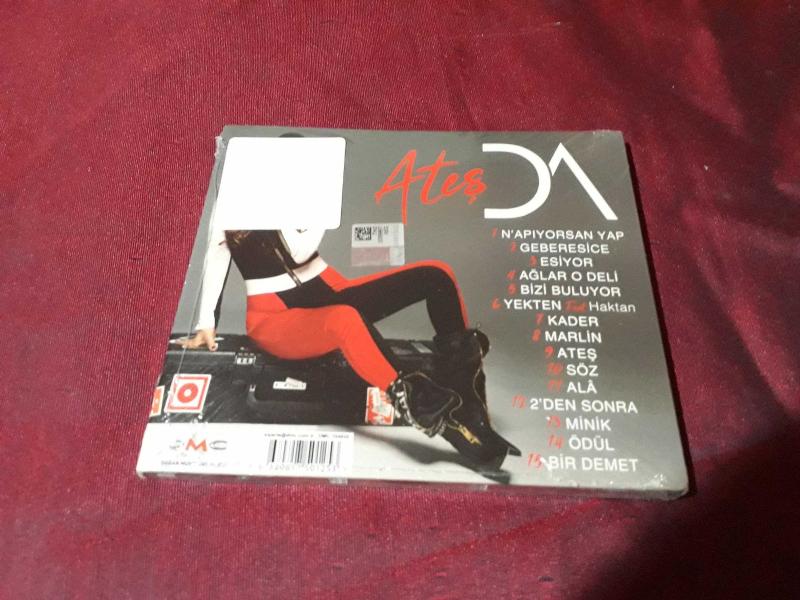 Ateş DA
1 N'APIYORSAN YAP
2 GEBERESİCE
3 ESİYOR
4 AĞLAR O DELİ
5 BİZİ BULUYOR
6 YEKTEN Feat Haktan
7 KADER
8 MARLİN
9 ATEŞ
10 SÖZ
11 ALÂ
12 2'DEN SONRA
13 MİNİK
14 ÖDÜL
15 BİR DEMET
DMC